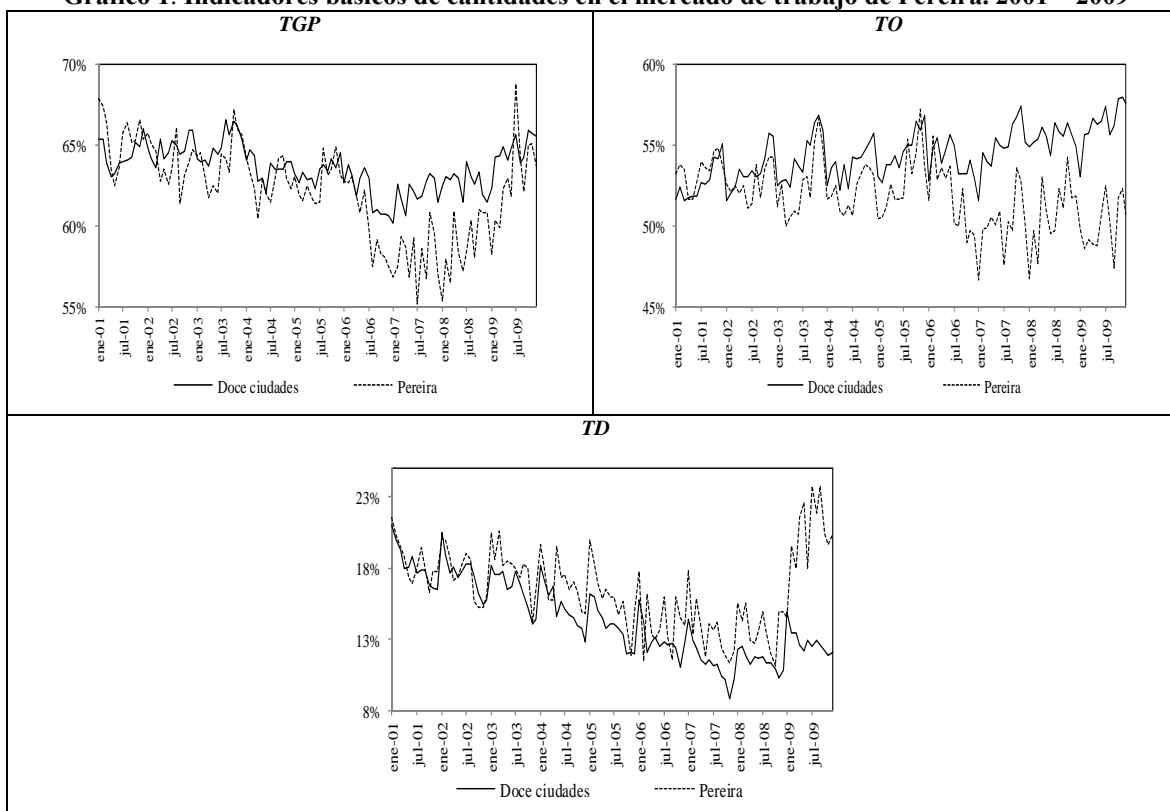 Gráfico 1. Indicadores básicos de cantidades en el mercado de trabajo de Pereira. 2001 – 2009
TGP
70%
65%
60%
55%
ene-01
jul-01
ene-02
jul-02
ene-03
jul-03
ene-04
jul-04
ene-05
jul-05
ene-06
jul-06
ene-07
jul-07
ene-08
jul-08
ene-09
jul-09
Doce ciudades
Pereira
TO
60%
55%
50%
45%
ene-01
jul-01
ene-02
jul-02
ene-03
jul-03
ene-04
jul-04
ene-05
jul-05
ene-06
jul-06
ene-07
jul-07
ene-08
jul-08
ene-09
jul-09
Doce ciudades
Pereira
TD
23%
18%
13%
8%
ene-01
jul-01
ene-02
jul-02
ene-03
jul-03
ene-04
jul-04
ene-05
jul-05
ene-06
jul-06
ene-07
jul-07
ene-08
jul-08
ene-09
jul-09
Doce ciudades
Pereira